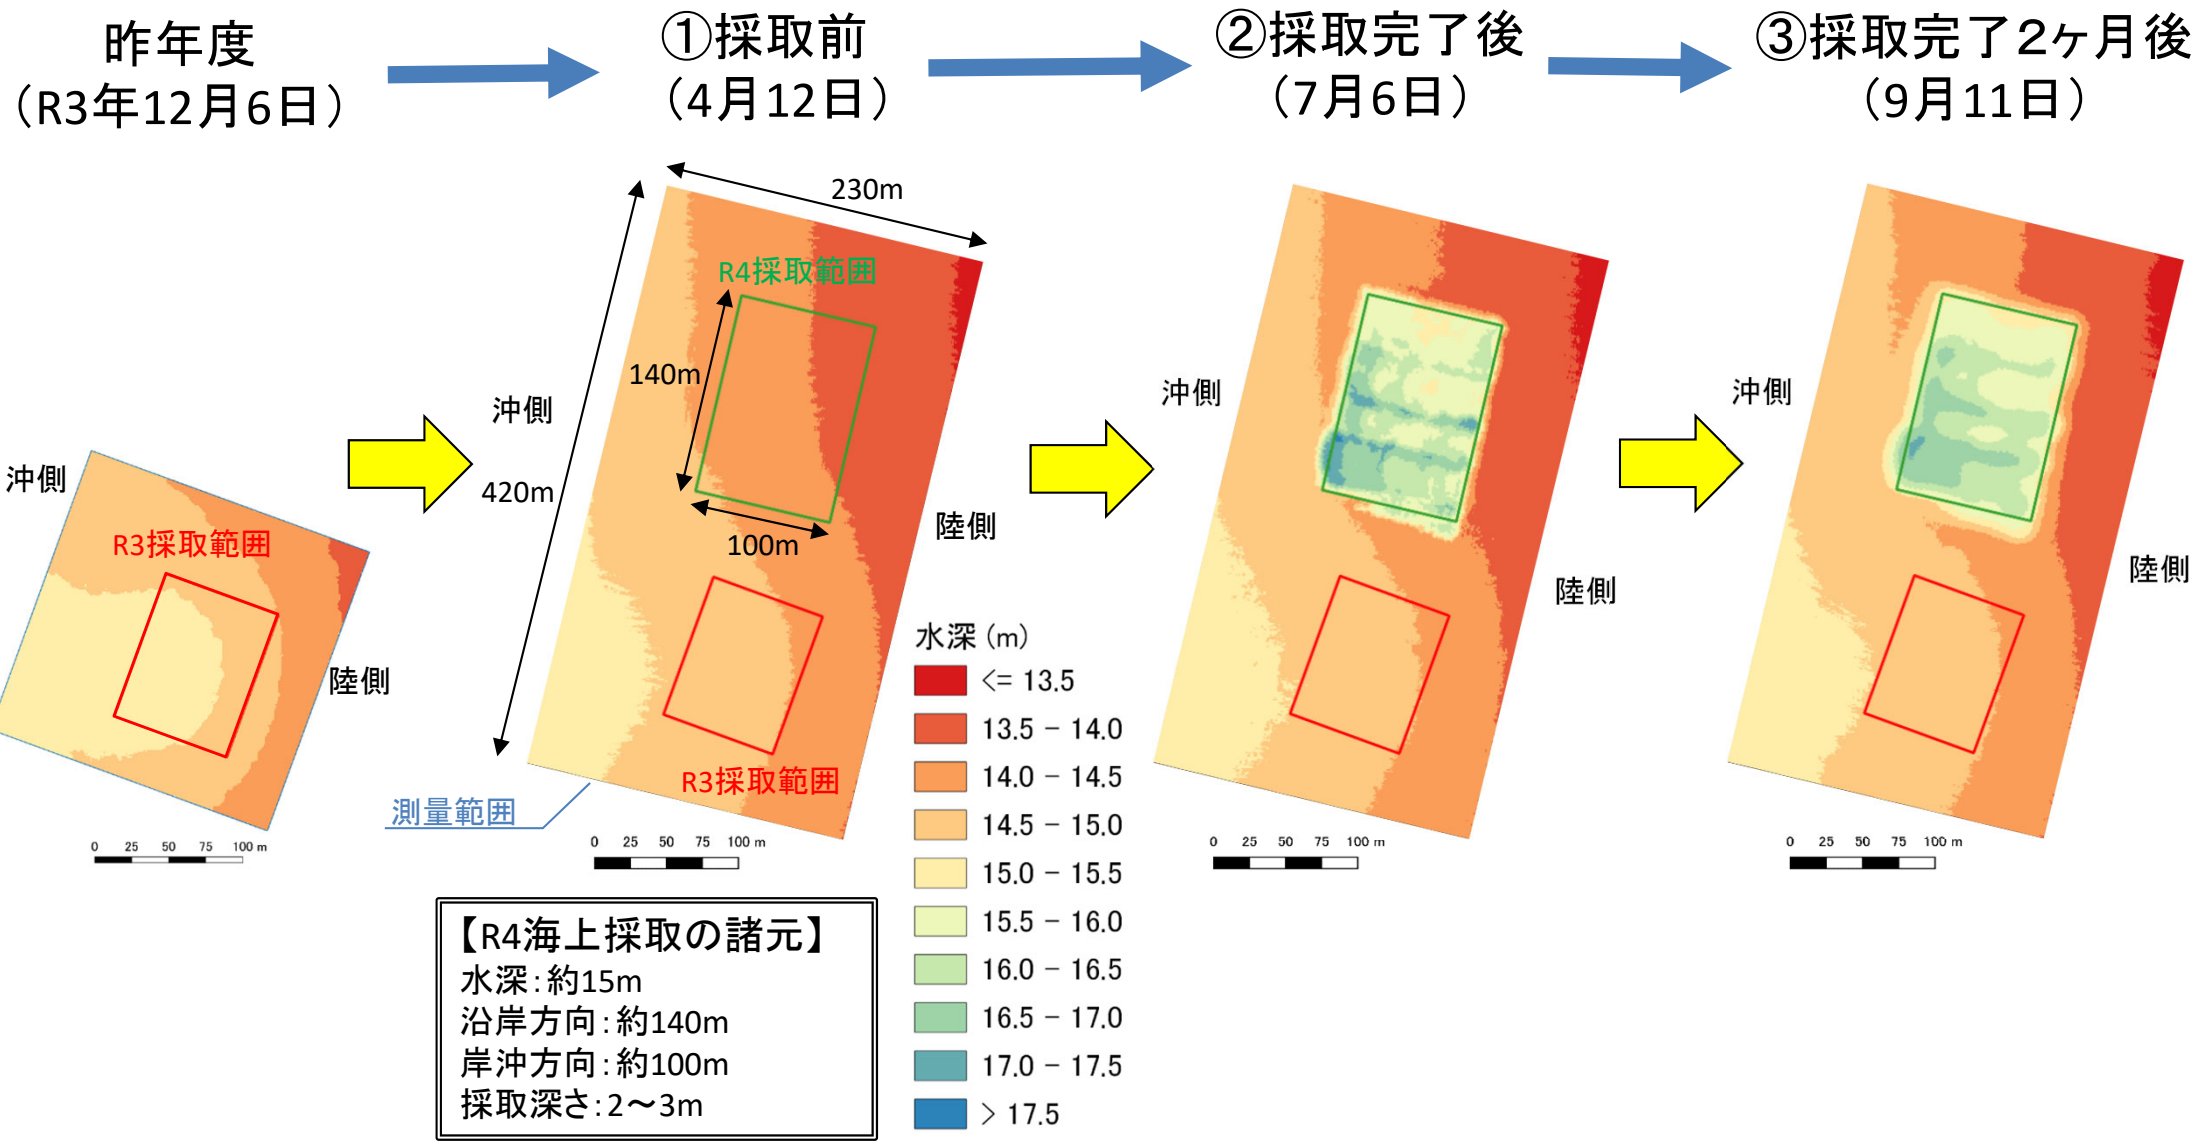 昨年度
（R3年12月6日）
①採取前
（4月12日）
②採取完了後
（7月6日）
③採取完了2ヶ月後
（9月11日）
沖側
R3採取範囲
陸側
0 25 50 75 100 m
230m
R4採取範囲
140m
沖側
420m
100m
陸側
R3採取範囲
測量範囲
0 25 50 75 100 m
沖側
陸側
0 25 50 75 100 m
沖側
陸側
0 25 50 75 100 m
水深(m)
<= 13.5
13.5 - 14.0
14.0 - 14.5
14.5 - 15.0
15.0 - 15.5
15.5 - 16.0
16.0 - 16.5
16.5 - 17.0
17.0 - 17.5
> 17.5
【R4海上採取の諸元】
水深：約15m
沿岸方向：約140m
岸沖方向：約100m
採取深さ：2～3m